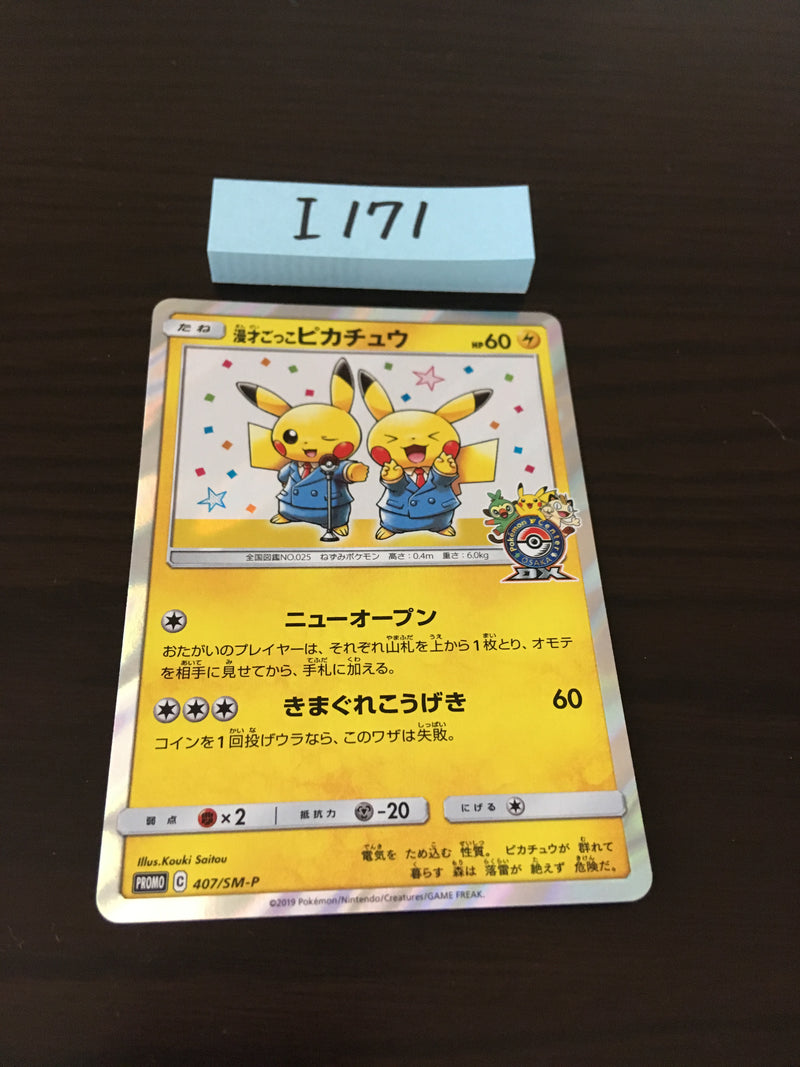 I 171
たね 漫才ごっこピカチュウ HP60
Pokémon Center
OSAKA
DX
全国図鑑NO.025 ねずみポケモン 高さ:0.4m 重さ:6.0kg
ニューオープン
おたがいのプレイヤーは、それぞれ山札を上から1枚とり、オモテ
を相手に見せてから、手札に加える。
きまぐれこうげき 60
コインを1回投げウラなら、このワザは失敗。
弱点 ×2 抵抗力 -20 にげる
Illus.Kouki Saitou
電気を ため込む 性質。 ピカチュウが 群れて
暮らす 森は 落雷が 絶えず 危険だ。
PROMO C 407/SM-P
©2019 Pokémon/Nintendo/Creatures/GAME FREAK.